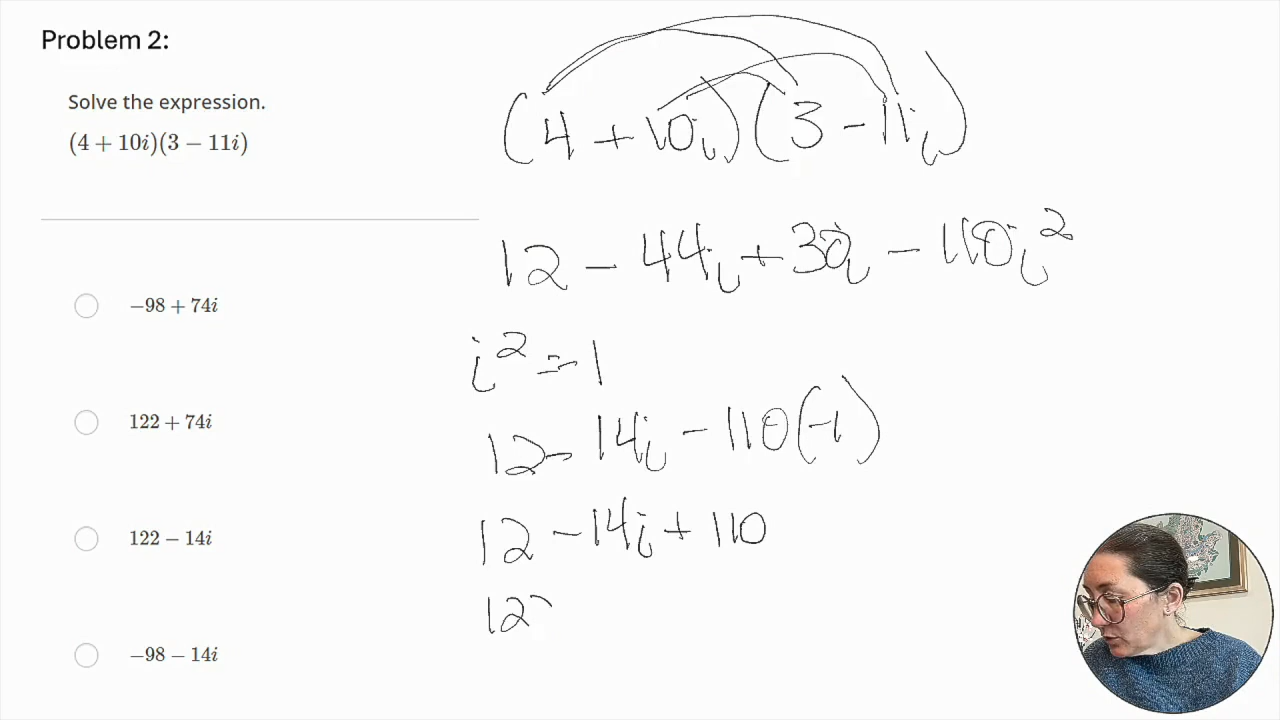 Problem 2:
Solve the expression.
(4 + 10i)(3 − 11i)
−98 + 74i
122 + 74i
122 − 14i
−98 − 14i
(4 + 10i)(3 − 11i)
12 − 44i + 30i − 110i²
i² = -1
12 − 14i − 110(-1)
12 − 14i + 110
12